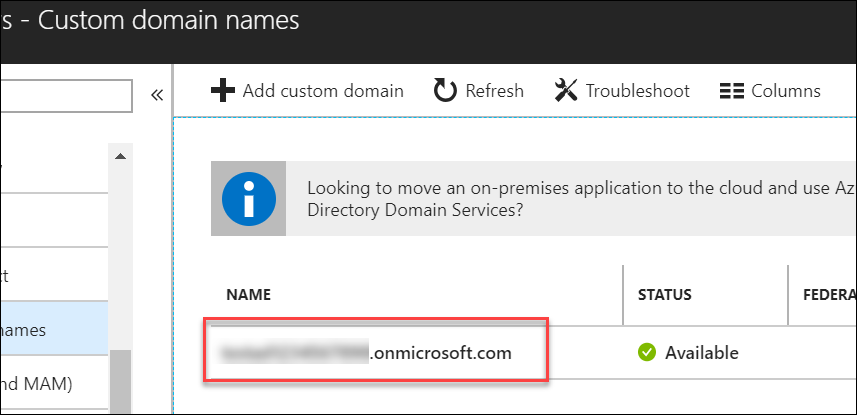 s - Custom domain names
«
Add custom domain
Refresh
Troubleshoot
Columns
Looking to move an on-premises application to the cloud and use Az
Directory Domain Services?
ct
names
nd MAM)
NAME
STATUS
FEDERA
.onmicrosoft.com
Available